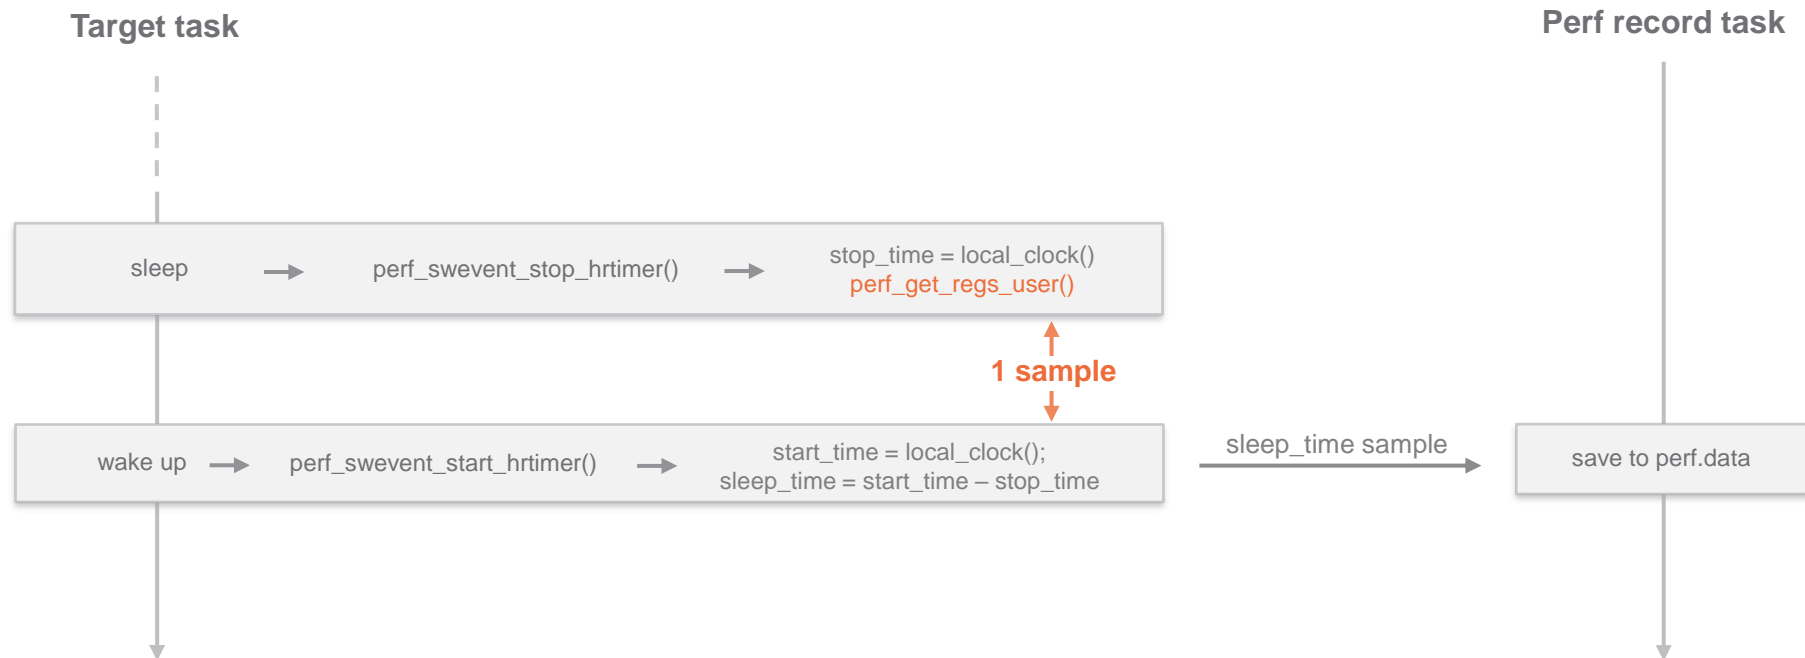 Target task
Perf record task
sleep
perf_swevent_stop_hrtimer()
stop_time = local_clock()
perf_get_regs_user()
1 sample
wake up
perf_swevent_start_hrtimer()
start_time = local_clock();
sleep_time = start_time – stop_time
sleep_time sample
save to perf.data